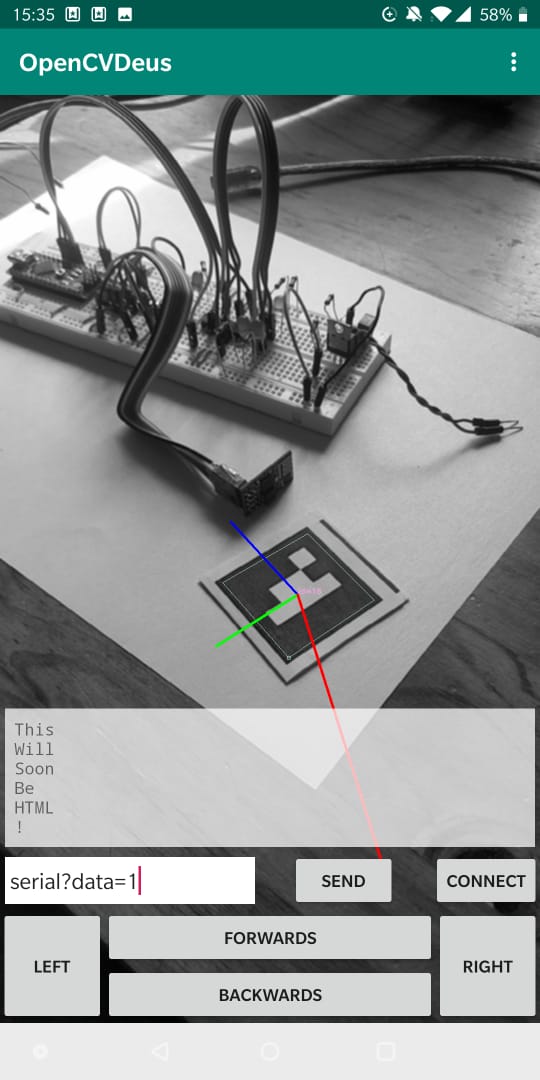 15:35
58%
OpenCVDeus
This
Will
Soon
Be
HTML
!
serial?data=1
SEND
CONNECT
LEFT
FORWARDS
RIGHT
BACKWARDS